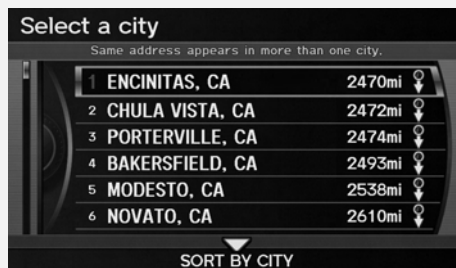 Select a city
Same address appears in more than one city.
1 ENCINITAS, CA 2470mi
2 CHULA VISTA, CA 2472mi
3 PORTERVILLE, CA 2474mi
4 BAKERSFIELD, CA 2493mi
5 MODESTO, CA 2538mi
6 NOVATO, CA 2610mi
SORT BY CITY